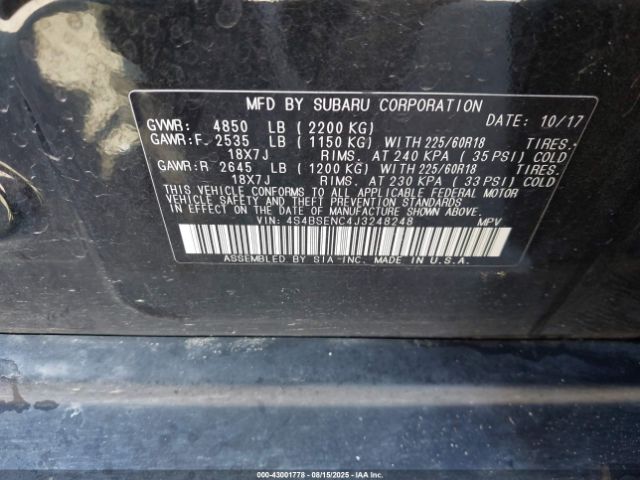 MFD BY SUBARU CORPORATION DATE: 10/17
GVWR: 4850 LB ( 2200 KG)
GAWR:F 2535 LB ( 1150 KG) WITH 225/60R18 TIRES.
18X7J RIMS. AT 240 KPA ( 35 PSI) COLD
GAWR:R 2645 LB ( 1200 KG) WITH 225/60R18 TIRES.
18X7J RIMS. AT 230 KPA ( 33 PSI) COLD
THIS VEHICLE CONFORMS TO ALL APPLICABLE FEDERAL MOTOR
VEHICLE SAFETY AND THEFT PREVENTION STANDARDS
IN EFFECT ON THE DATE OF MANUFACTURE SHOWN ABOVE.
VIN: 4S4BSENC4J3248248 MPV
ASSEMBLED BY SIA-INC. MADE IN U.S.A.
000-43001778 08/15/2025 IAA Inc.